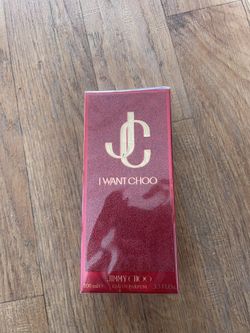 JC
I WANT CHOO
JIMMY CHOO
100 ml ℮ EAU DE PARFUM 3.3 fl.oz.